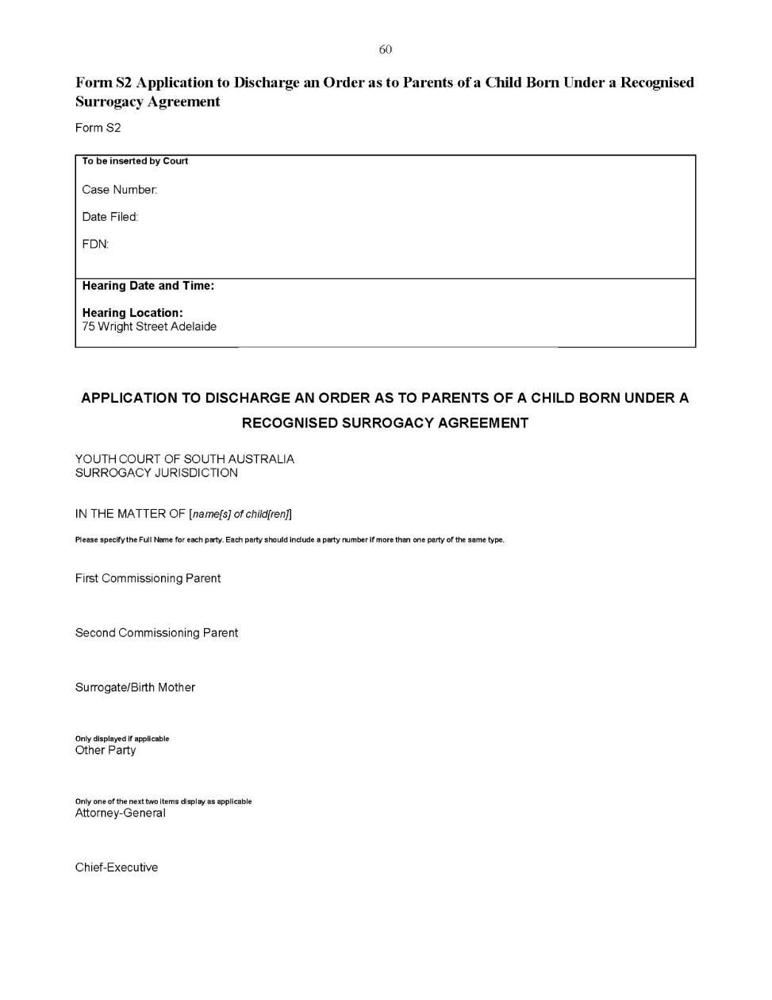 60
Form S2 Application to Discharge an Order as to Parents of a Child Born Under a Recognised
Surrogacy Agreement
Form S2
To be inserted by Court
Case Number:
Date Filed:
FDN:
Hearing Date and Time:
Hearing Location:
75 Wright Street Adelaide
APPLICATION TO DISCHARGE AN ORDER AS TO PARENTS OF A CHILD BORN UNDER A
RECOGNISED SURROGACY AGREEMENT
YOUTH COURT OF SOUTH AUSTRALIA
SURROGACY JURISDICTION
IN THE MATTER OF [name[s] of child[ren]]
Please specify the Full Name for each party. Each party should include a party number if more than one party of the same type.
First Commissioning Parent
Second Commissioning Parent
Surrogate/Birth Mother
Only displayed if applicable
Other Party
Only one of the next two items display as applicable
Attorney-General
Chief-Executive